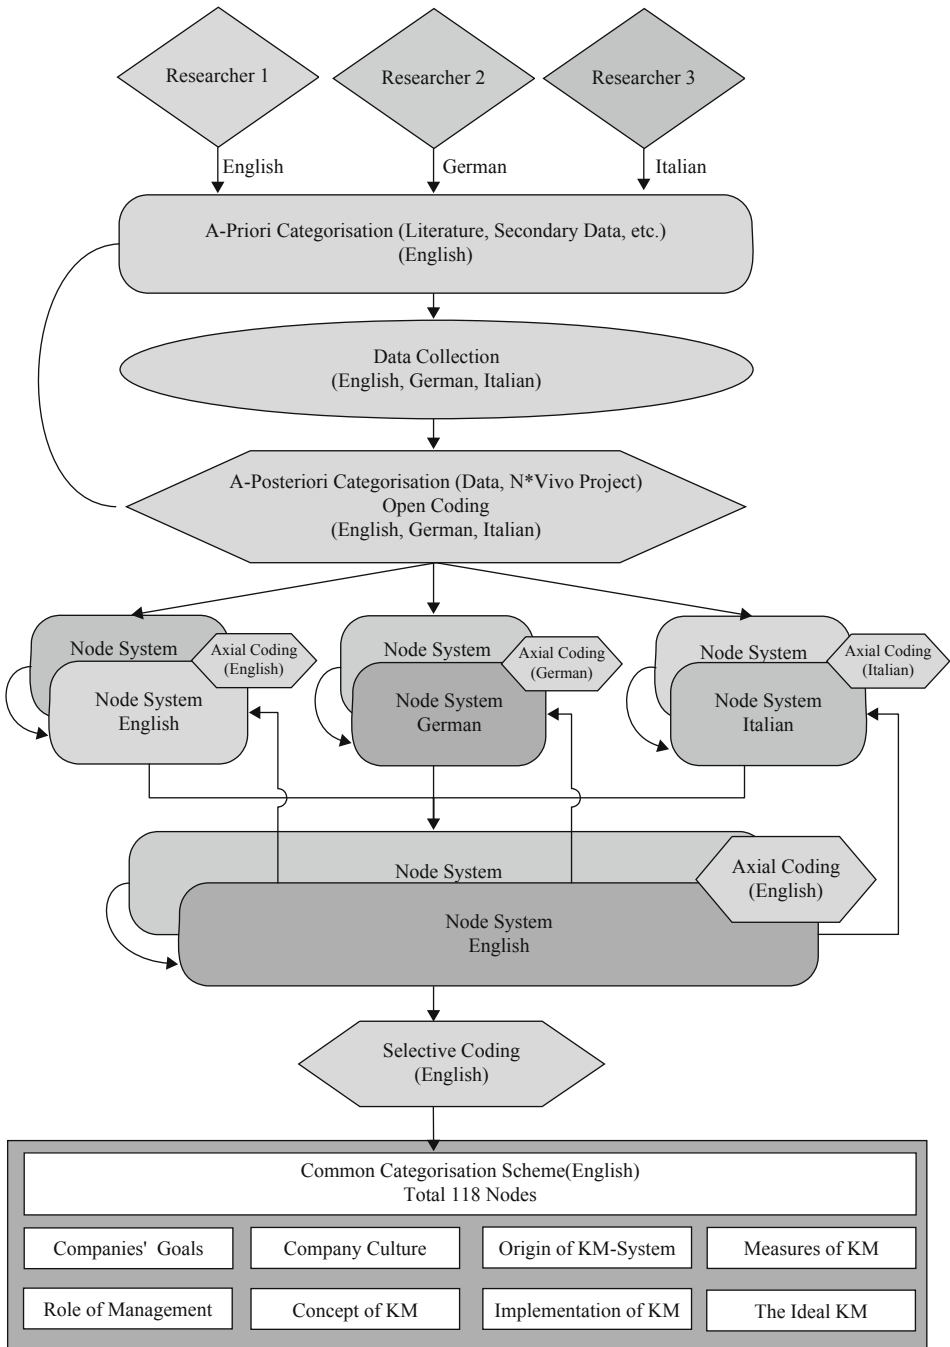 Researcher 1
Researcher 2
Researcher 3
English
German
Italian
A-Priori Categorisation (Literature, Secondary Data, etc.)
(English)
Data Collection
(English, German, Italian)
A-Posteriori Categorisation (Data, N*Vivo Project)
Open Coding
(English, German, Italian)
Node System
Axial Coding
(English)
Node System
English
Node System
Axial Coding
(German)
Node System
German
Node System
Axial Coding
(Italian)
Node System
Italian
Node System
Axial Coding
(English)
Node System
English
Selective Coding
(English)
Common Categorisation Scheme(English)
Total 118 Nodes
Companies' Goals
Company Culture
Origin of KM-System
Measures of KM
Role of Management
Concept of KM
Implementation of KM
The Ideal KM